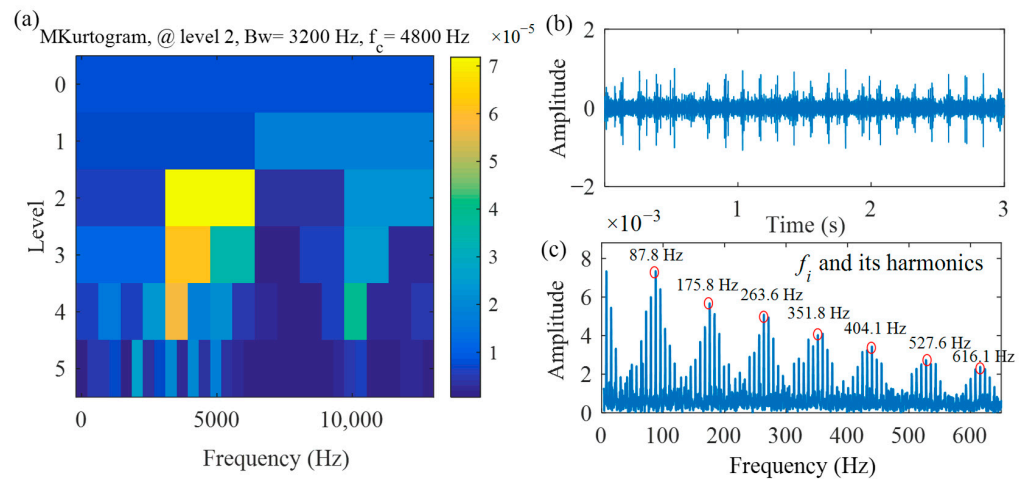 (a)
MKurtogram, @ level 2, Bw= 3200 Hz, f_c = 4800 Hz
×10⁻⁵
0
1
2
3
4
5
Level
0
5000
10,000
Frequency (Hz)
7
6
5
4
3
2
1
(b)
2
0
−2
Amplitude
1
2
3
Time (s)
×10⁻³
(c)
8
6
4
2
0
Amplitude
87.8 Hz
175.8 Hz
263.6 Hz
351.8 Hz
404.1 Hz
527.6 Hz
616.1 Hz
f_i and its harmonics
0
100
200
300
400
500
600
Frequency (Hz)